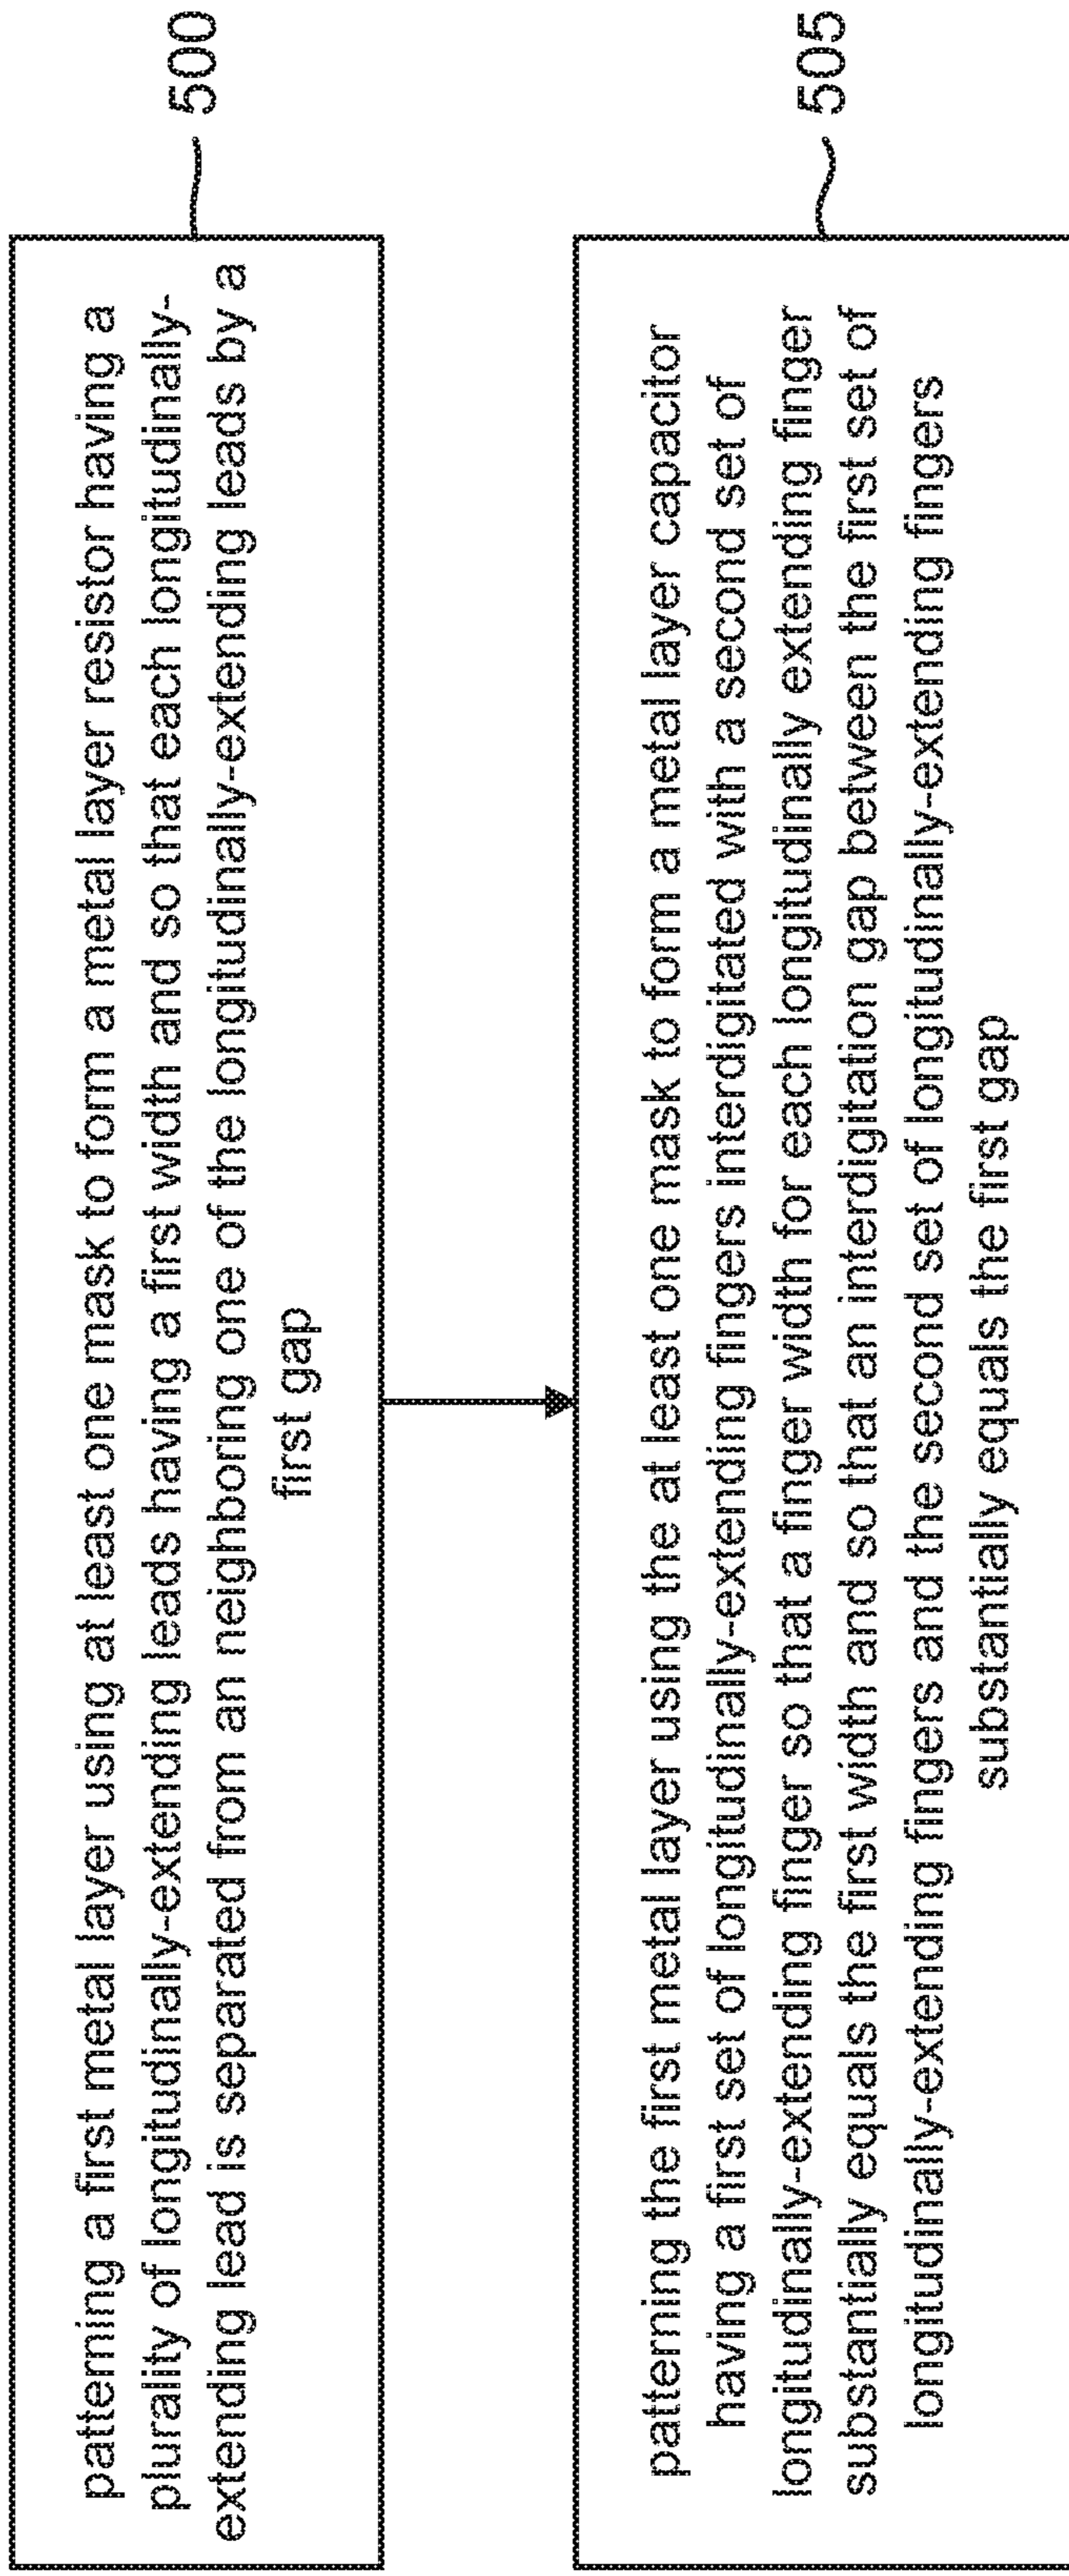 patterning a first metal layer using at least one mask to form a metal layer resistor having a
plurality of longitudinally-extending leads having a first width and so that each longitudinally-
extending lead is separated from an neighboring one of the longitudinally-extending leads by a
first gap
500
patterning the first metal layer using the at least one mask to form a metal layer capacitor
having a first set of longitudinally-extending fingers interdigitated with a second set of
longitudinally-extending finger so that a finger width for each longitudinally extending finger
substantially equals the first width and so that an interdigitation gap between the first set of
longitudinally-extending fingers and the second set of longitudinally-extending fingers
substantially equals the first gap
505